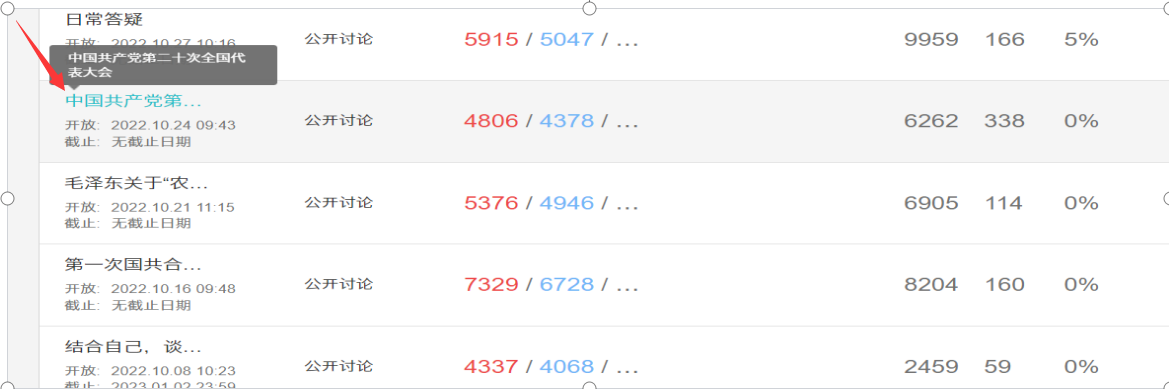 日常答疑
开放: 2022.10.27 10:16
公开讨论
5915 / 5047 / ...
9959 166 5%
中国共产党第二十次全国代
表大会
中国共产党第...
开放: 2022.10.24 09:43
截止: 无截止日期
公开讨论
4806 / 4378 / ...
6262 338 0%
毛泽东关于“农...
开放: 2022.10.21 11:15
截止: 无截止日期
公开讨论
5376 / 4946 / ...
6905 114 0%
第一次国共合...
开放: 2022.10.16 09:48
截止: 无截止日期
公开讨论
7329 / 6728 / ...
8204 160 0%
结合自己，谈...
开放: 2022.10.08 10:23
截止: 2023.01.02 23:59
公开讨论
4337 / 4068 / ...
2459 59 0%